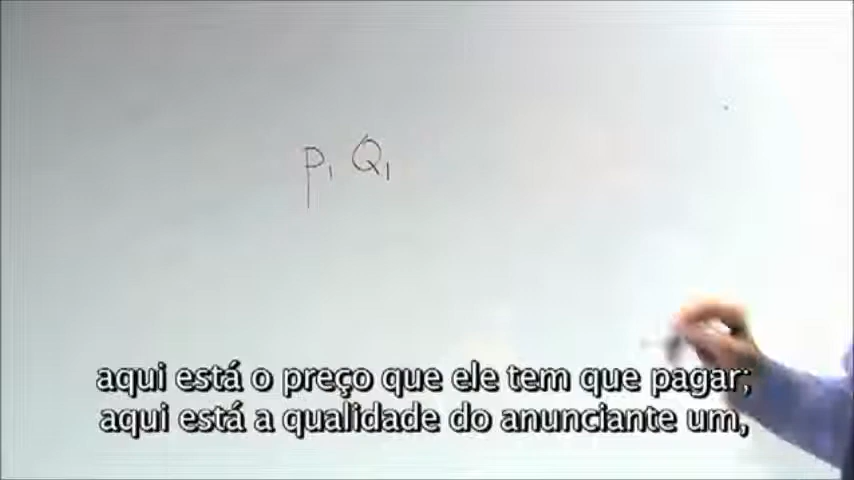 P₁ Q₁
aqui está o preço que ele tem que pagar;
aqui está a qualidade do anunciante um,